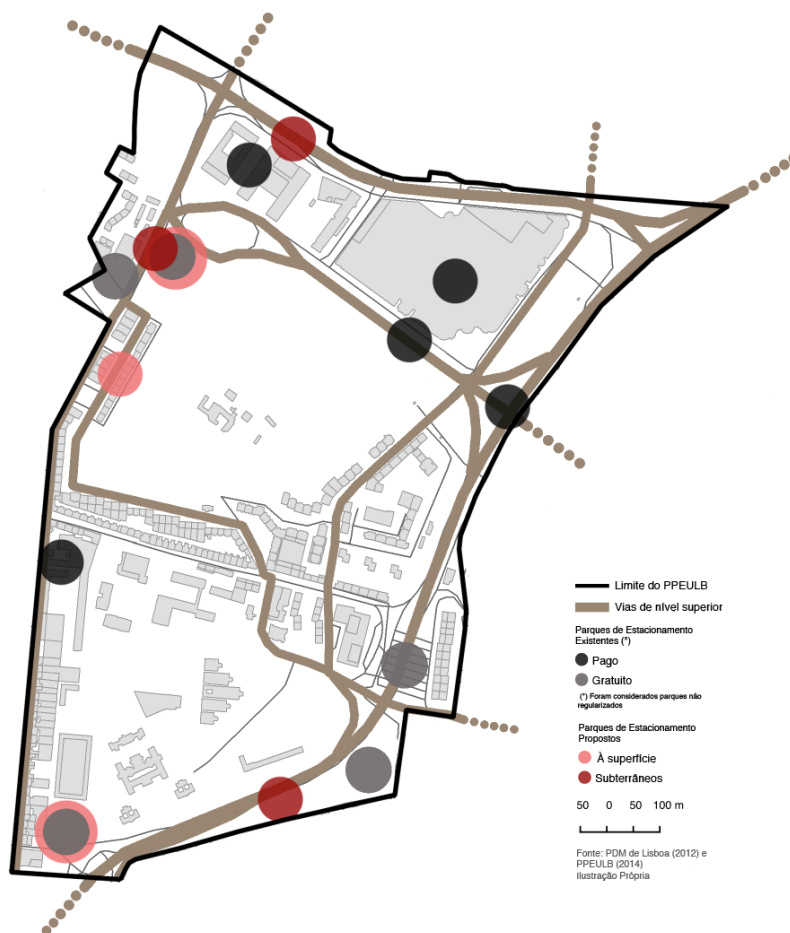 Limite do PPEULB
Vias de nível superior
Parques de Estacionamento
Existentes (*)
Pago
Gratuito
(*) Foram considerados parques não
regularizados
Parques de Estacionamento
Propostos
À superfície
Subterrâneos
50 0 50 100 m
Fonte: PDM de Lisboa (2012) e
PPEULB (2014)
Ilustração Própria